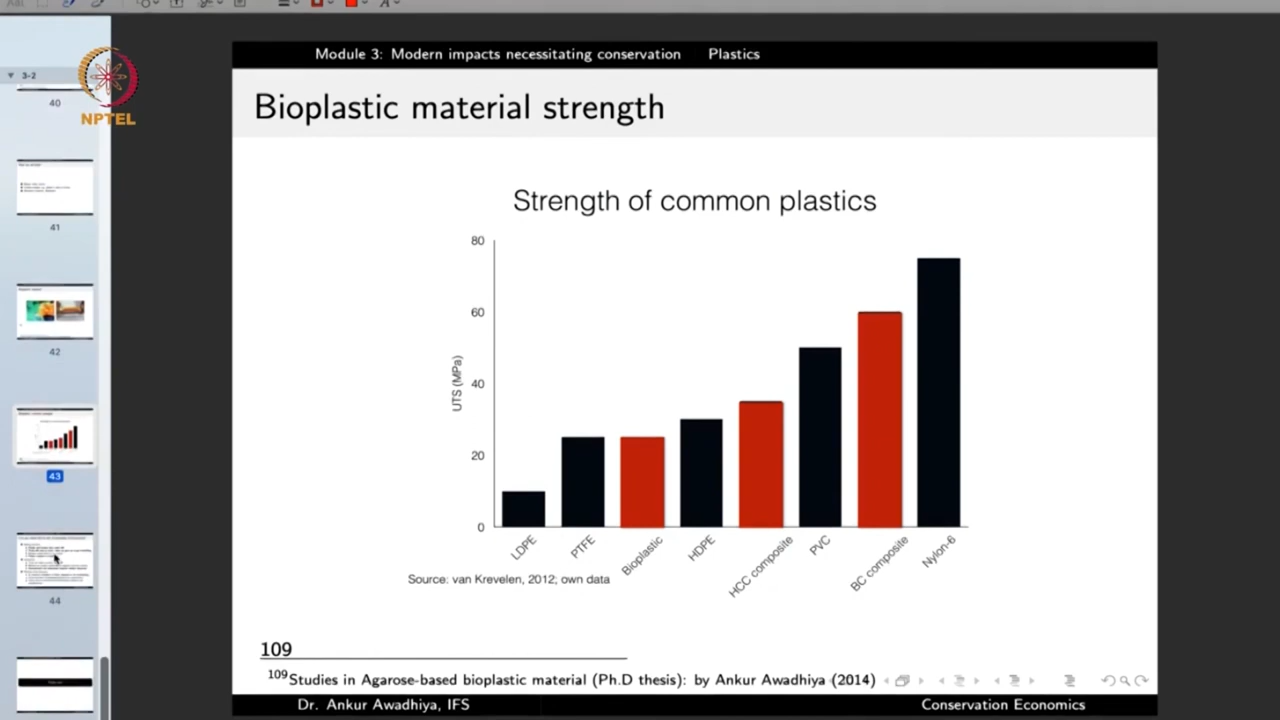 Module 3: Modern impacts necessitating conservation Plastics
3-2
NPTEL
40
41
42
43
44
Bioplastic material strength
Strength of common plastics
80
60
40
20
0
UTS (MPa)
LDPE
PTFE
Bioplastic
HDPE
HCC composite
PVC
BC composite
Nylon-6
Source: van Krevelen, 2012; own data
109
109Studies in Agarose-based bioplastic material (Ph.D thesis): by Ankur Awadhiya (2014)
Dr. Ankur Awadhiya, IFS Conservation Economics